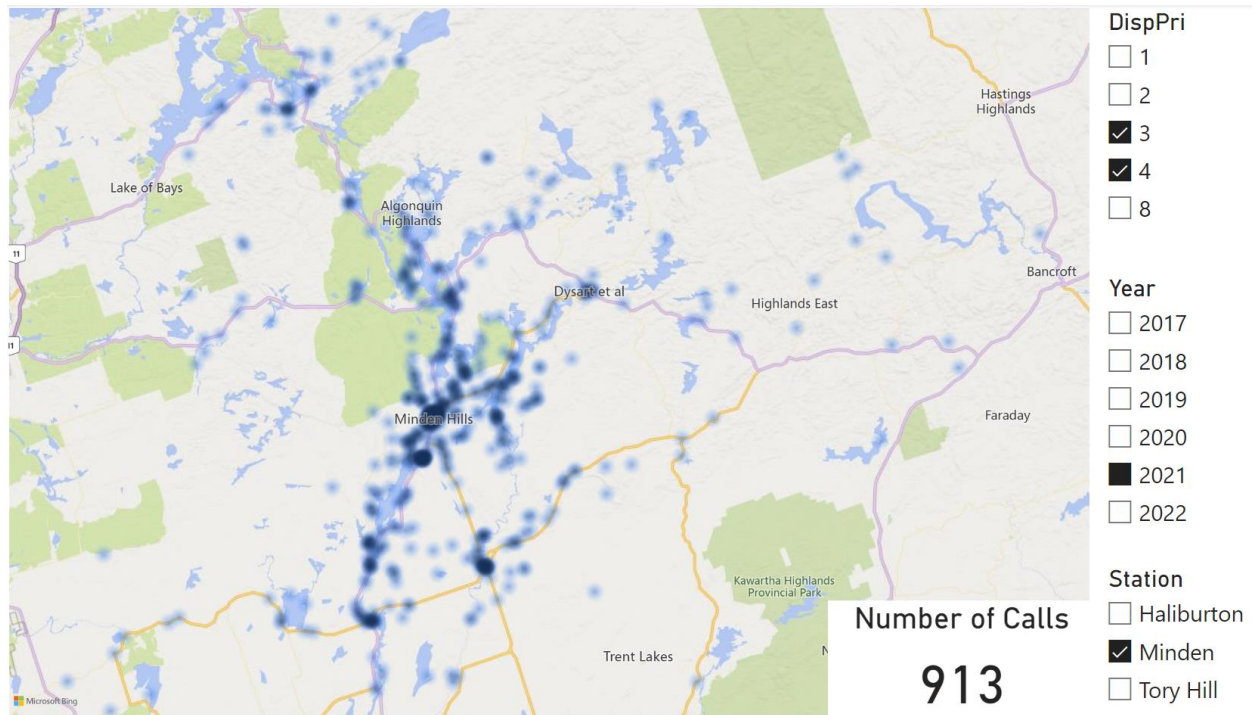 Hastings
Highlands
Lake of Bays
Algonquin
Highlands
11
Bancroft
Dysart et al
Highlands East
11
Minden Hills
Faraday
Kawartha Highlands
Provincial Park
Trent Lakes
N
Microsoft Bing
Number of Calls
913
DispPri
1
2
3
4
8
Year
2017
2018
2019
2020
2021
2022
Station
Haliburton
Minden
Tory Hill